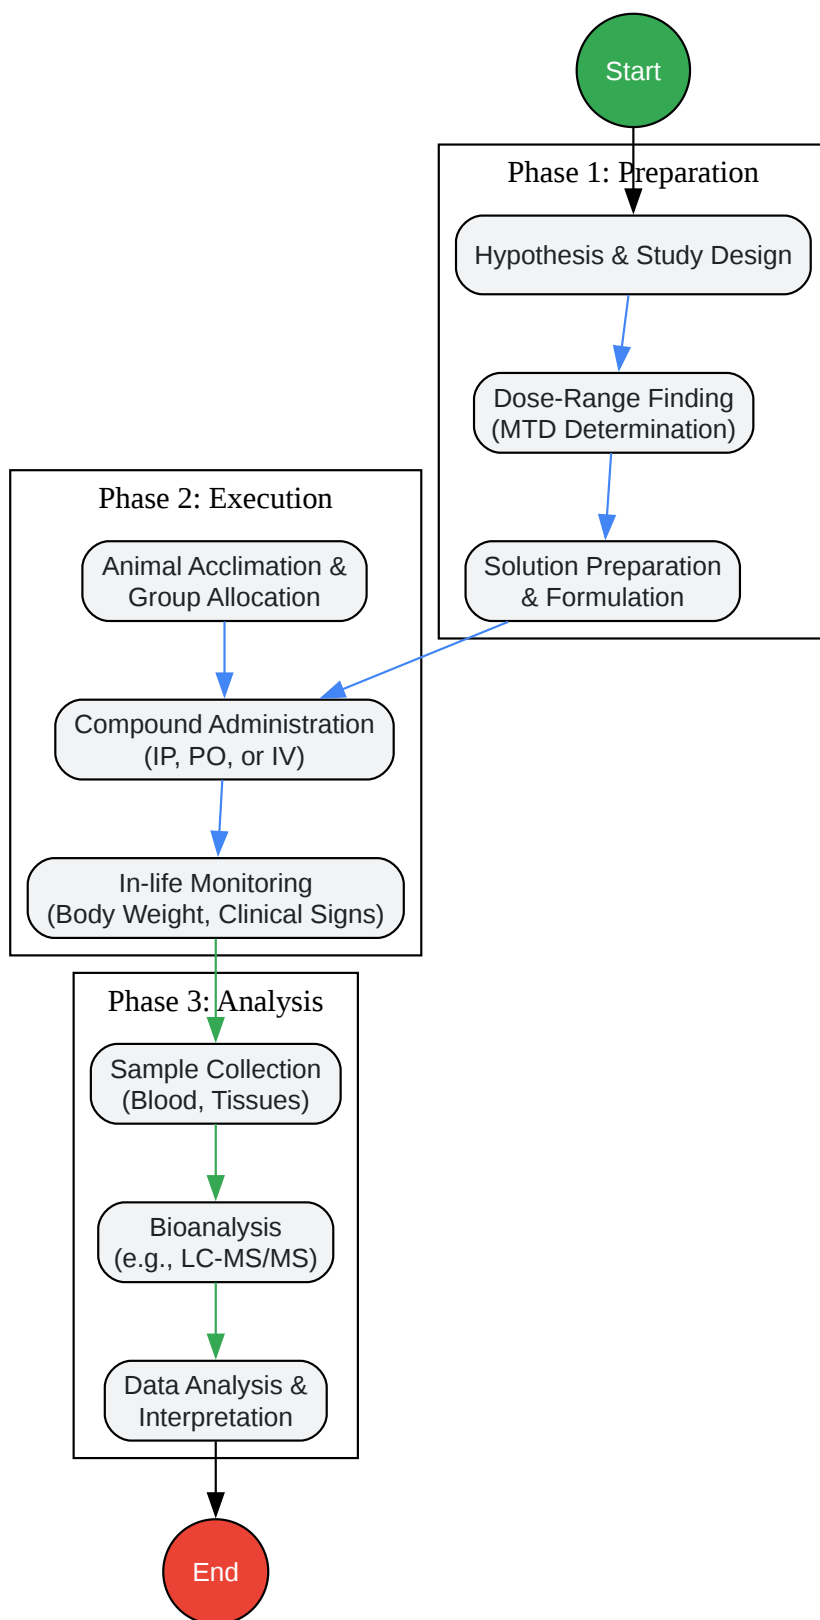 Start
Phase 1: Preparation
Hypothesis & Study Design
Dose-Range Finding
(MTD Determination)
Solution Preparation
& Formulation
Phase 2: Execution
Animal Acclimation &
Group Allocation
Compound Administration
(IP, PO, or IV)
In-life Monitoring
(Body Weight, Clinical Signs)
Phase 3: Analysis
Sample Collection
(Blood, Tissues)
Bioanalysis
(e.g., LC-MS/MS)
Data Analysis &
Interpretation
End